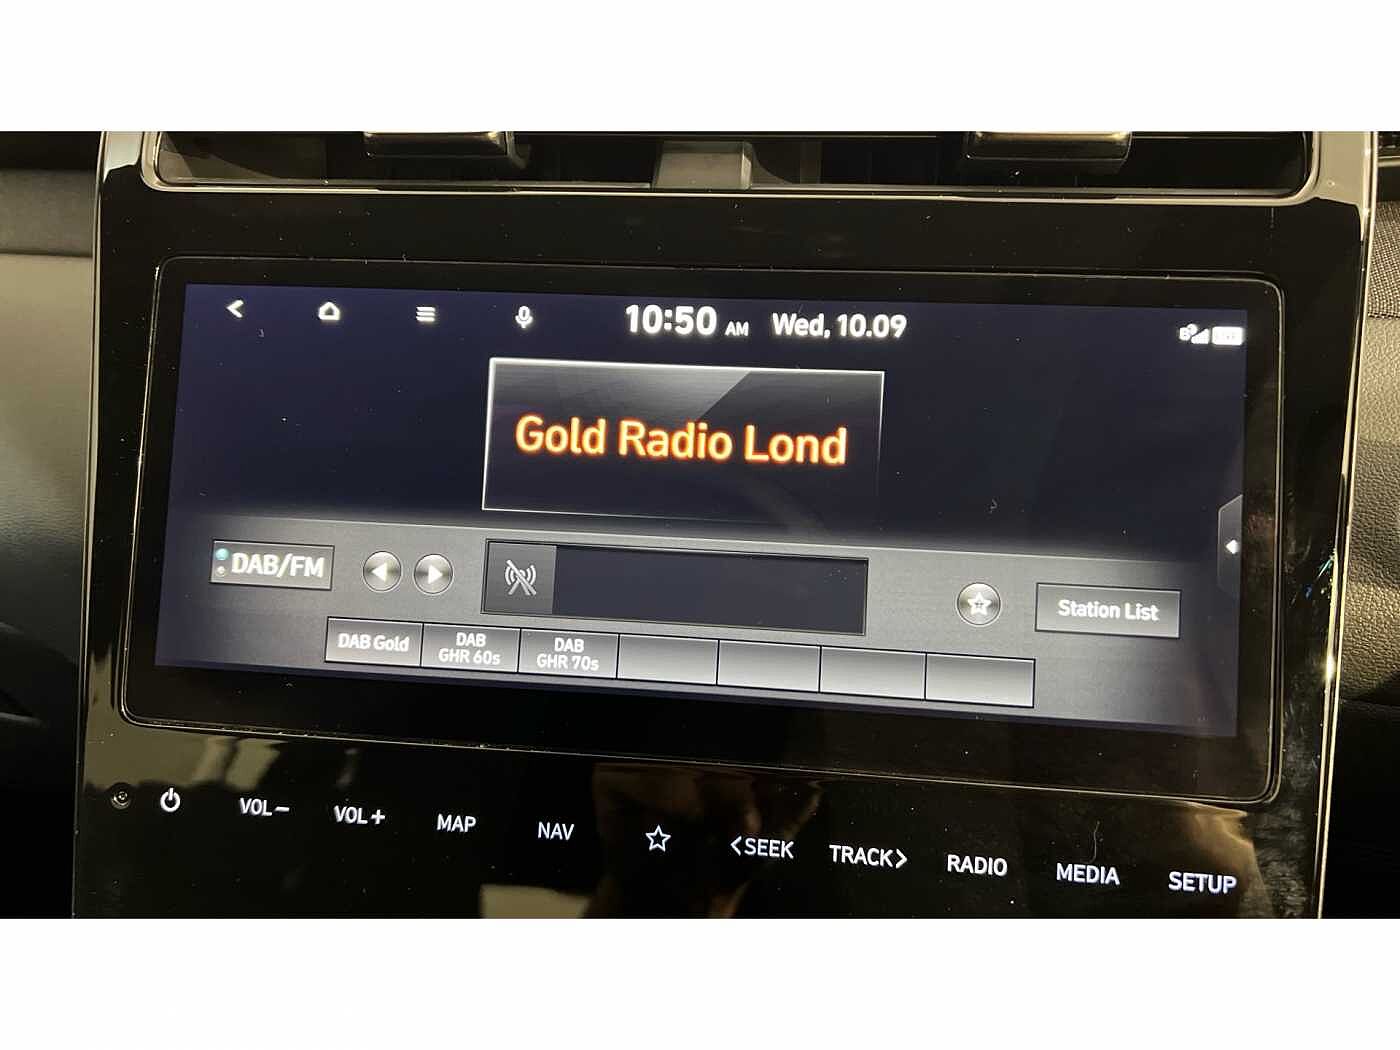 10:50 AM Wed, 10.09
Gold Radio Lond
DAB/FM
Station List
DAB Gold
DAB
GHR 60s
DAB
GHR 70s
VOL−
VOL+
MAP
NAV
<SEEK
TRACK>
RADIO
MEDIA
SETUP